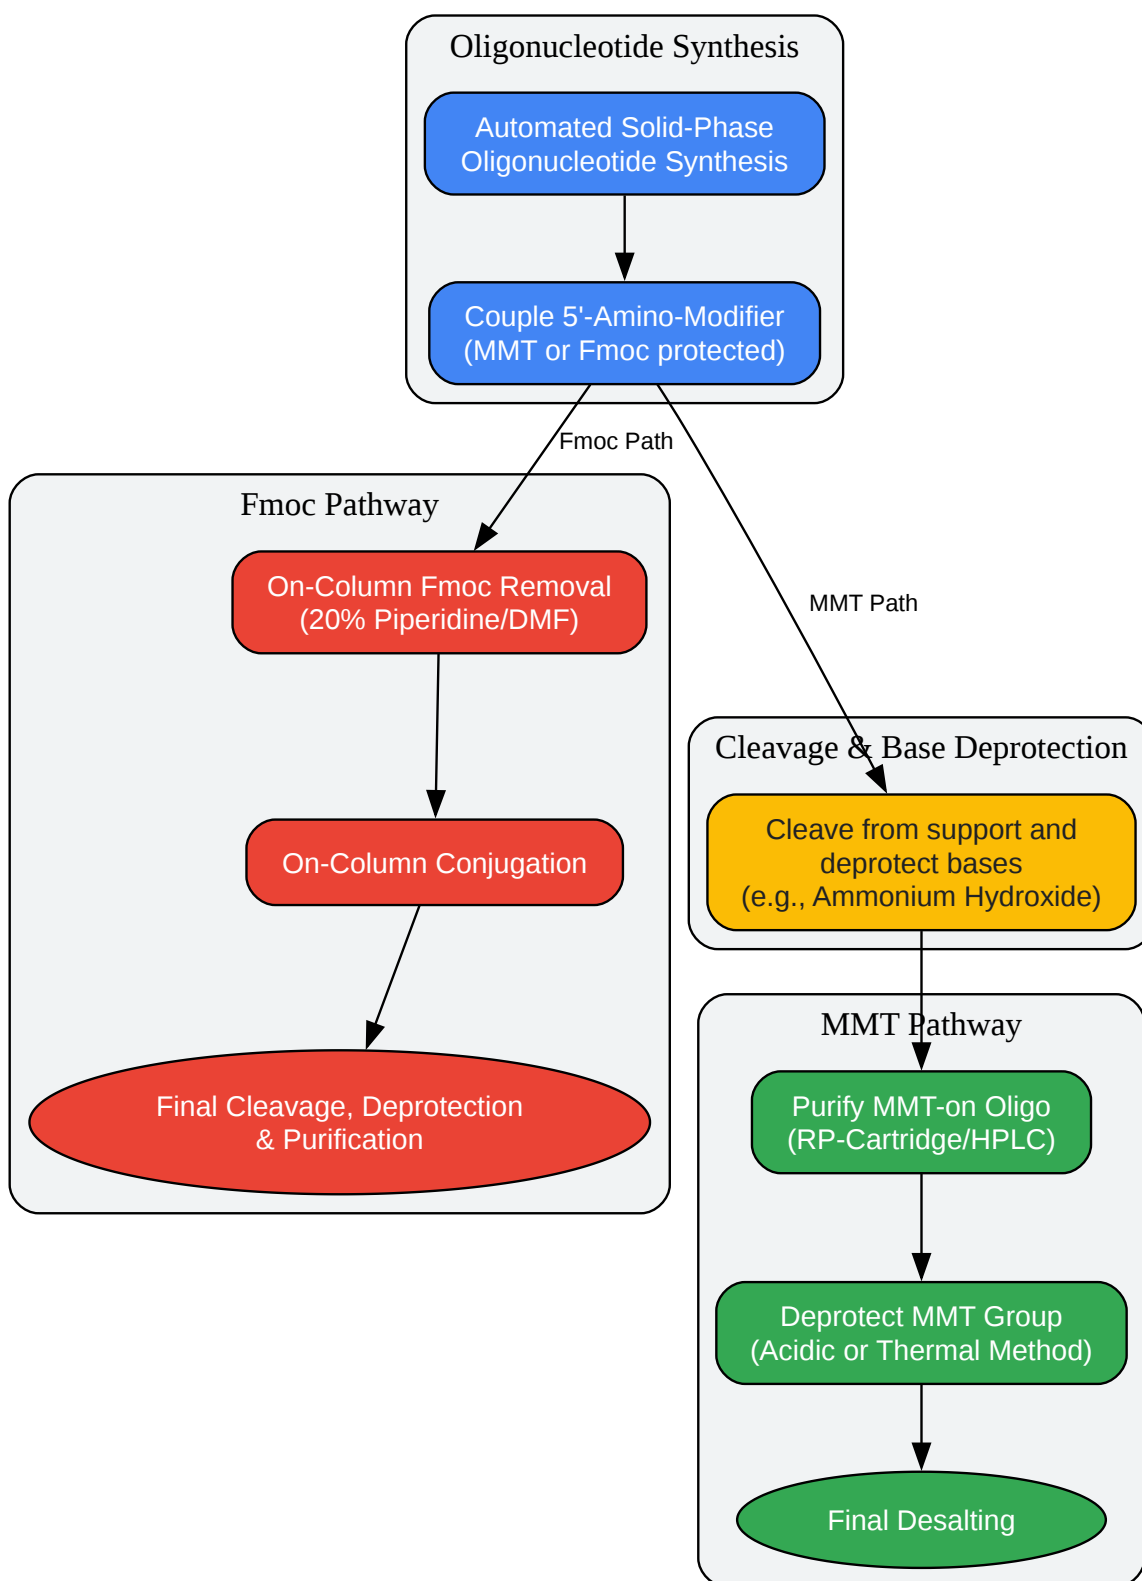 Oligonucleotide Synthesis
Automated Solid-Phase
Oligonucleotide Synthesis
Couple 5'-Amino-Modifier
(MMT or Fmoc protected)
Fmoc Path
Fmoc Pathway
On-Column Fmoc Removal
(20% Piperidine/DMF)
On-Column Conjugation
Final Cleavage, Deprotection
& Purification
MMT Path
Cleavage & Base Deprotection
Cleave from support and
deprotect bases
(e.g., Ammonium Hydroxide)
MMT Pathway
Purify MMT-on Oligo
(RP-Cartridge/HPLC)
Deprotect MMT Group
(Acidic or Thermal Method)
Final Desalting